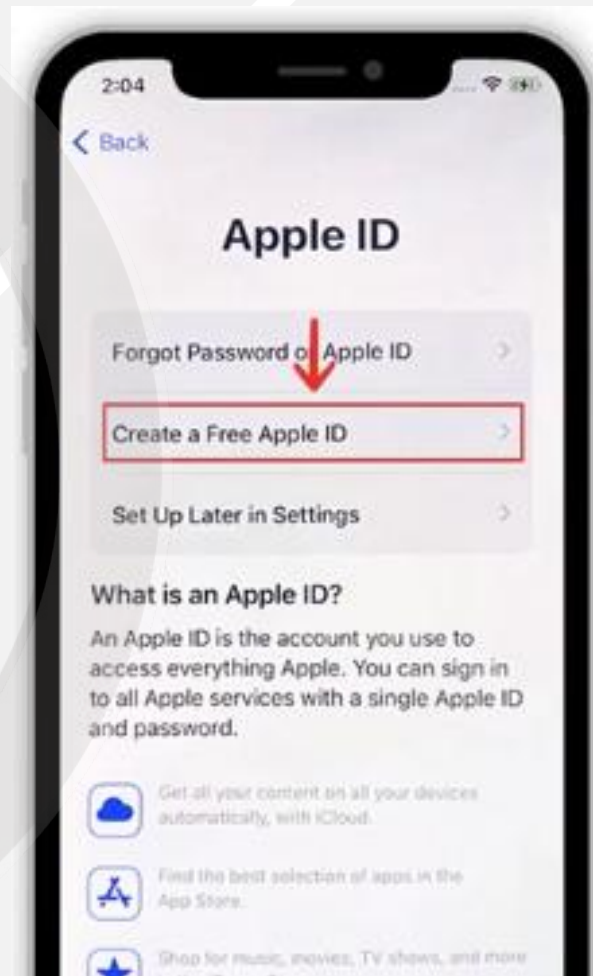 2:04
Back
Apple ID
Forgot Password or Apple ID
Create a Free Apple ID
Set Up Later in Settings
What is an Apple ID?
An Apple ID is the account you use to
access everything Apple. You can sign in
to all Apple services with a single Apple ID
and password.
Get all your content on all your devices
automatically, with iCloud.
Find the best selection of apps in the
App Store.
Shop for music, movies, TV shows, and more